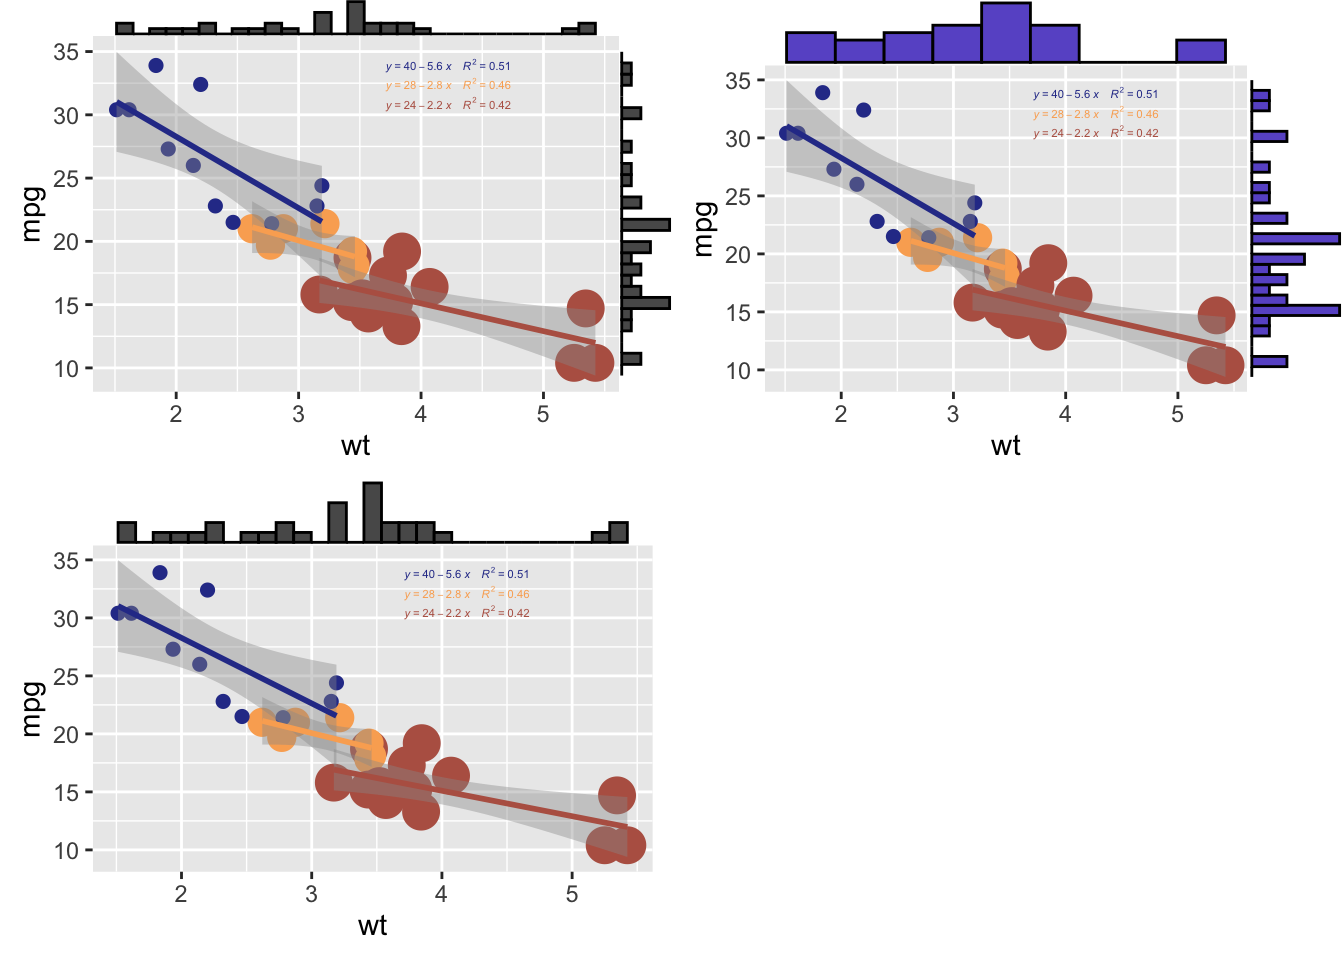 35
30
25
20
15
10
mpg
y = 40 – 5.6 x R² = 0.51
y = 28 – 2.8 x R² = 0.46
y = 24 – 2.2 x R² = 0.42
2 3 4 5
wt
35
30
25
20
15
10
mpg
y = 40 – 5.6 x R² = 0.51
y = 28 – 2.8 x R² = 0.46
y = 24 – 2.2 x R² = 0.42
2 3 4 5
wt
35
30
25
20
15
10
mpg
y = 40 – 5.6 x R² = 0.51
y = 28 – 2.8 x R² = 0.46
y = 24 – 2.2 x R² = 0.42
2 3 4 5
wt